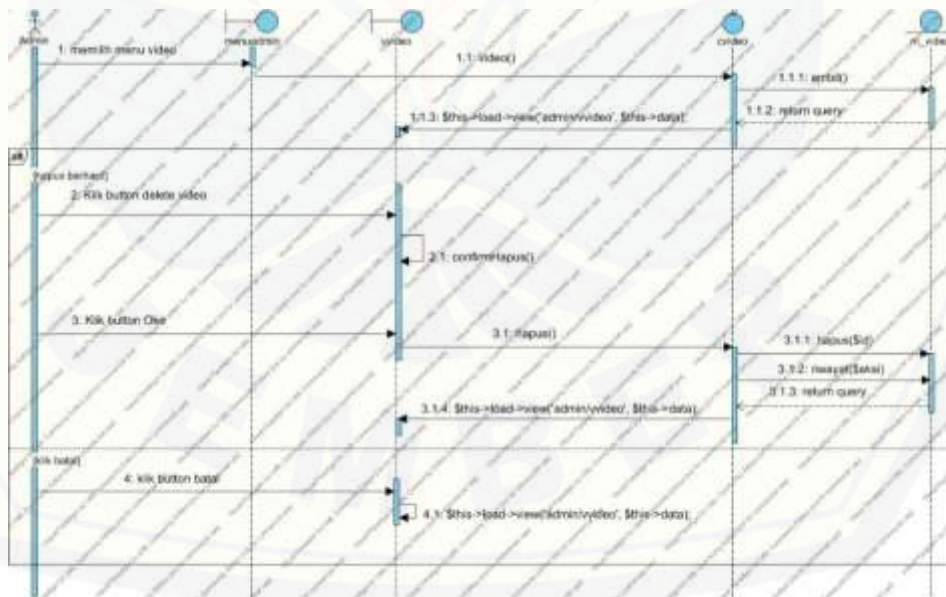 Admin
menuadmin
vvideo
cvideo
m_video
1: memilih menu video
1.1: video()
1.1.1: ambil()
1.1.2: return query
1.1.3: $this->load->view('admin/vvideo', $this->data);
alt
[hapus berhasil]
2: Klik button delete video
2.1: confirmHapus()
3: Klik button Oke
3.1: hapus()
3.1.1: hapus($id)
3.1.2: riwayat($aksi)
3.1.3: return query
3.1.4: $this->load->view('admin/vvideo', $this->data);
[klik batal]
4: klik button batal
4.1: $this->load->view('admin/vvideo', $this->data);
JEMBER